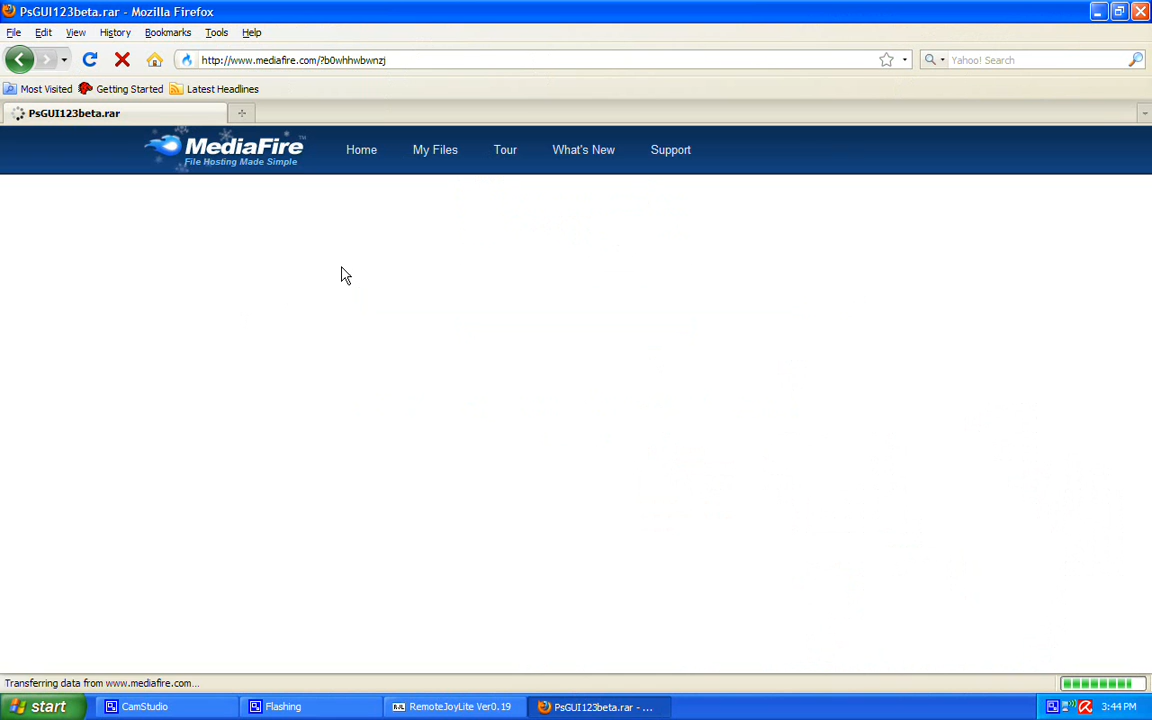 PsGUI123beta.rar - Mozilla Firefox
File Edit View History Bookmarks Tools Help
http://www.mediafire.com/?b0whhwbwnzj Yahoo! Search
Most Visited Getting Started Latest Headlines
PsGUI123beta.rar
MediaFire™ Home My Files Tour What's New Support
File Hosting Made Simple
Transferring data from www.mediafire.com...
start CamStudio Flashing RJL RemoteJoyLite Ver0.19 PsGUI123beta.rar - ... 3:44 PM